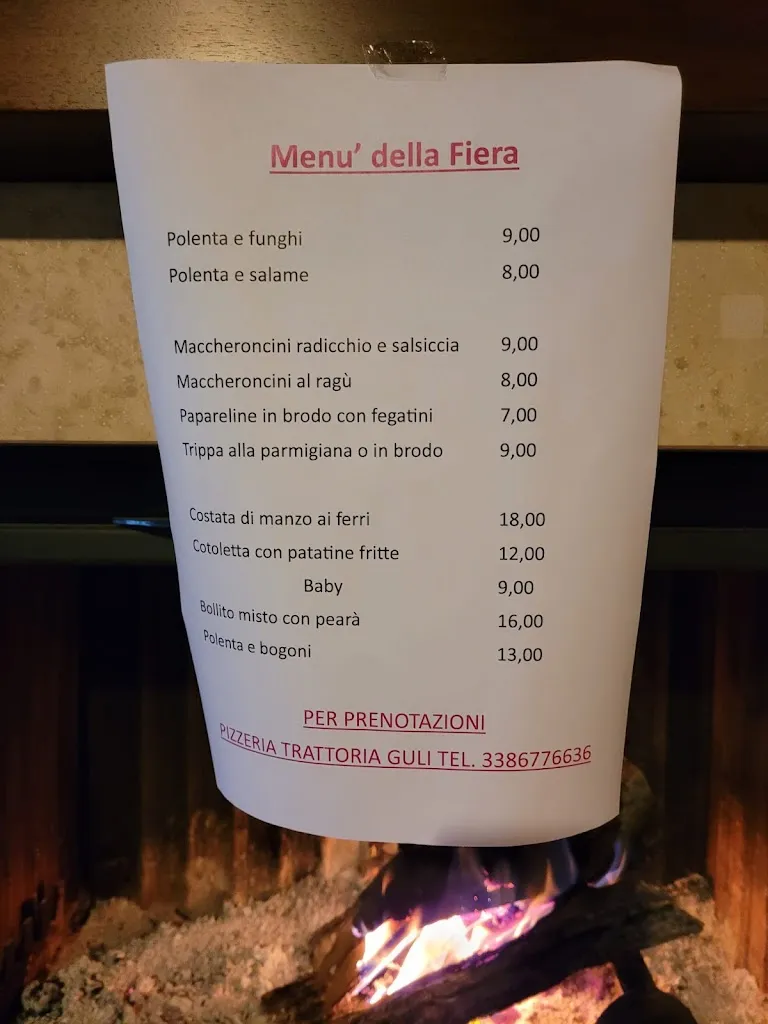 Menu' della Fiera
Polenta e funghi 9,00
Polenta e salame 8,00
Maccheroncini radicchio e salsiccia 9,00
Maccheroncini al ragù 8,00
Papareline in brodo con fegatini 7,00
Trippa alla parmigiana o in brodo 9,00
Costata di manzo ai ferri 18,00
Cotoletta con patatine fritte 12,00
Baby 9,00
Bollito misto con pearà 16,00
Polenta e bogoni 13,00
PER PRENOTAZIONI
PIZZERIA TRATTORIA GULI TEL. 3386776636